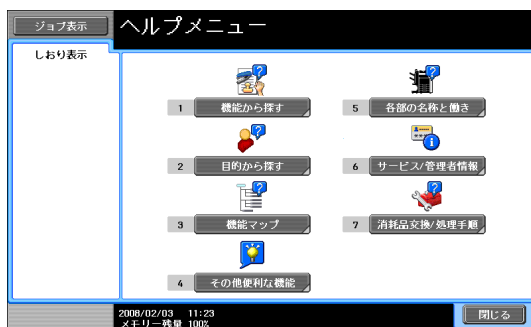 ジョブ表示
ヘルプメニュー
しおり表示
1 機能から探す
2 目的から探す
3 機能マップ
4 その他便利な機能
5 各部の名称と働き
6 サービス/管理者情報
7 消耗品交換/処理手順
2008/02/03 11:23
メモリー残量 100%
閉じる